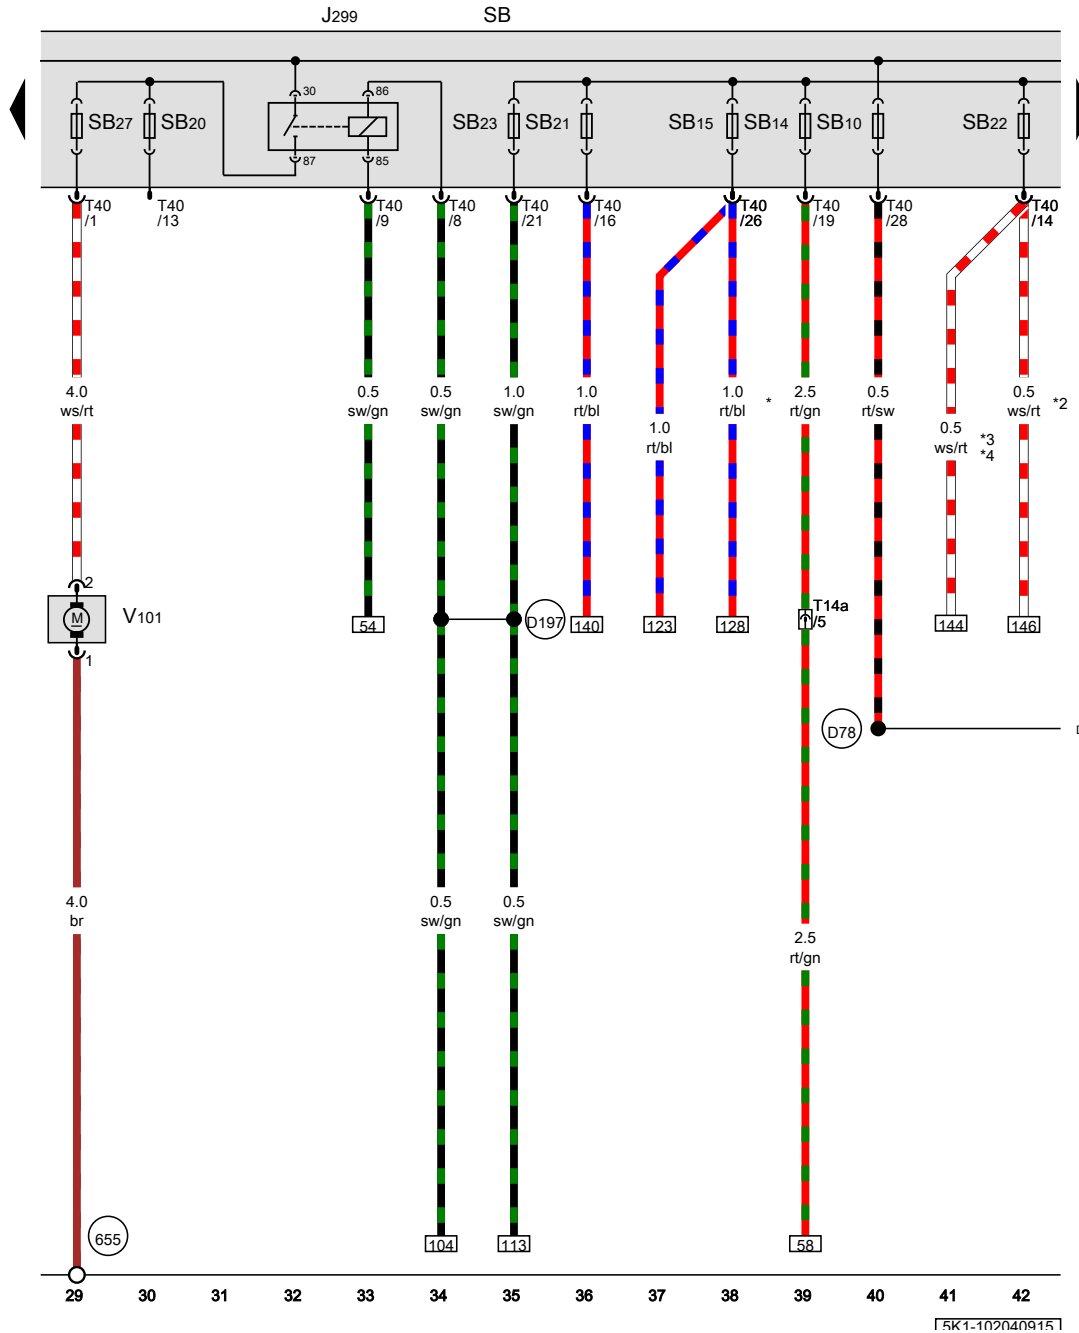 J299 SB
30 86
SB27 SB20 SB23 SB21 SB15 SB14 SB10 SB22
87 85
T40 T40 T40 T40 T40 T40 T40 T40 T40 T40
/1 /13 /9 /8 /21 /16 /26 /19 /28 /14
4.0 0.5 0.5 1.0 1.0 1.0 2.5 0.5 0.5
ws/rt sw/gn sw/gn sw/gn rt/bl rt/bl * rt/gn rt/sw ws/rt *2
1.0 0.5 *3
rt/bl ws/rt *4
2
M V101
1
T14a
/5
54 D197 140 123 128 144 146
D78
D
4.0 0.5 0.5
br sw/gn sw/gn
2.5
rt/gn
655
104 113 58
29 30 31 32 33 34 35 36 37 38 39 40 41 42
5K1-102040915